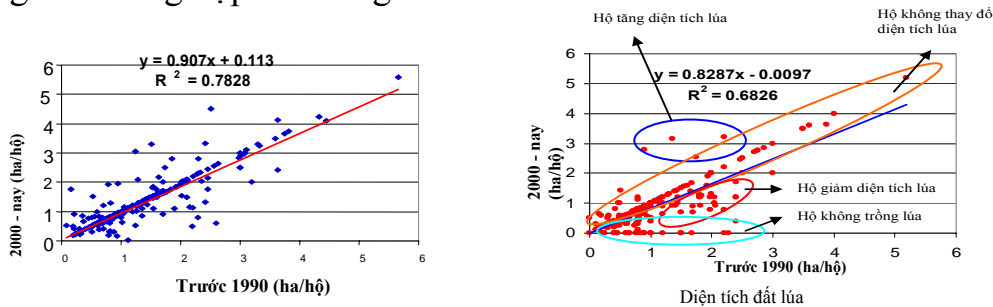 y = 0.907x + 0.113
R 2 = 0.7828
6
5
4
3
2
1
0
0
1
2
3
4
5
6
2000 - nay (ha/hộ)
Trước 1990 (ha/hộ)
Hộ tăng diện tích lúa
Hộ không thay đổ
diện tích lúa
y = 0.8287x - 0.0097
R2 = 0.6826
6
5
4
3
2
1
0
0
1
2
3
4
5
6
2000 - nay
(ha/hộ)
Hộ giảm diện tích lúa
Hộ không trồng lúa
Trước 1990 (ha/hộ)
Diện tích đất lúa